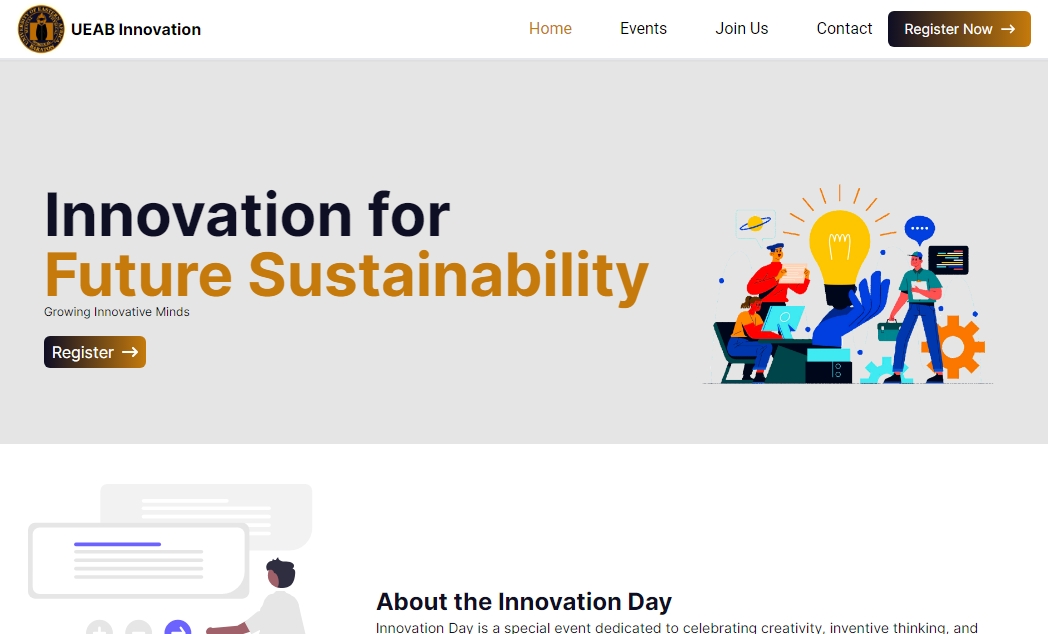 UEAB Innovation
Home
Events
Join Us
Contact
Register Now →
Innovation for
Future Sustainability
Growing Innovative Minds
Register →
About the Innovation Day
Innovation Day is a special event dedicated to celebrating creativity, inventive thinking, and